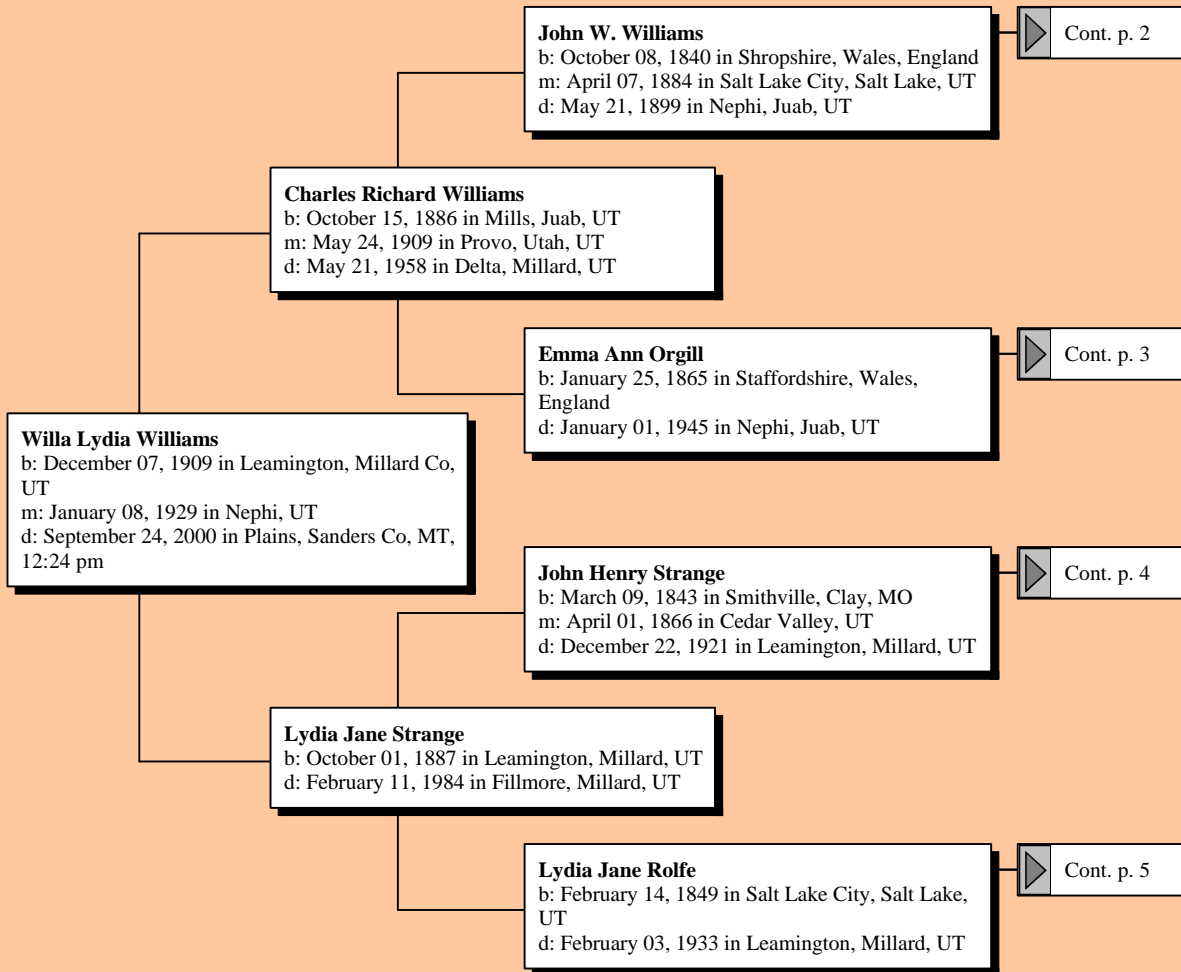 John W. Williams
b: October 08, 1840 in Shropshire, Wales, England
m: April 07, 1884 in Salt Lake City, Salt Lake, UT
d: May 21, 1899 in Nephi, Juab, UT
Cont. p. 2
Charles Richard Williams
b: October 15, 1886 in Mills, Juab, UT
m: May 24, 1909 in Provo, Utah, UT
d: May 21, 1958 in Delta, Millard, UT
Emma Ann Orgill
b: January 25, 1865 in Staffordshire, Wales,
England
d: January 01, 1945 in Nephi, Juab, UT
Cont. p. 3
Willa Lydia Williams
b: December 07, 1909 in Leamington, Millard Co,
UT
m: January 08, 1929 in Nephi, UT
d: September 24, 2000 in Plains, Sanders Co, MT,
12:24 pm
John Henry Strange
b: March 09, 1843 in Smithville, Clay, MO
m: April 01, 1866 in Cedar Valley, UT
d: December 22, 1921 in Leamington, Millard, UT
Cont. p. 4
Lydia Jane Strange
b: October 01, 1887 in Leamington, Millard, UT
d: February 11, 1984 in Fillmore, Millard, UT
Lydia Jane Rolfe
b: February 14, 1849 in Salt Lake City, Salt Lake,
UT
d: February 03, 1933 in Leamington, Millard, UT
Cont. p. 5